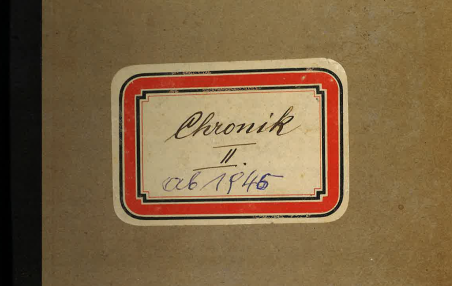 Chronik
II.
ab 1945